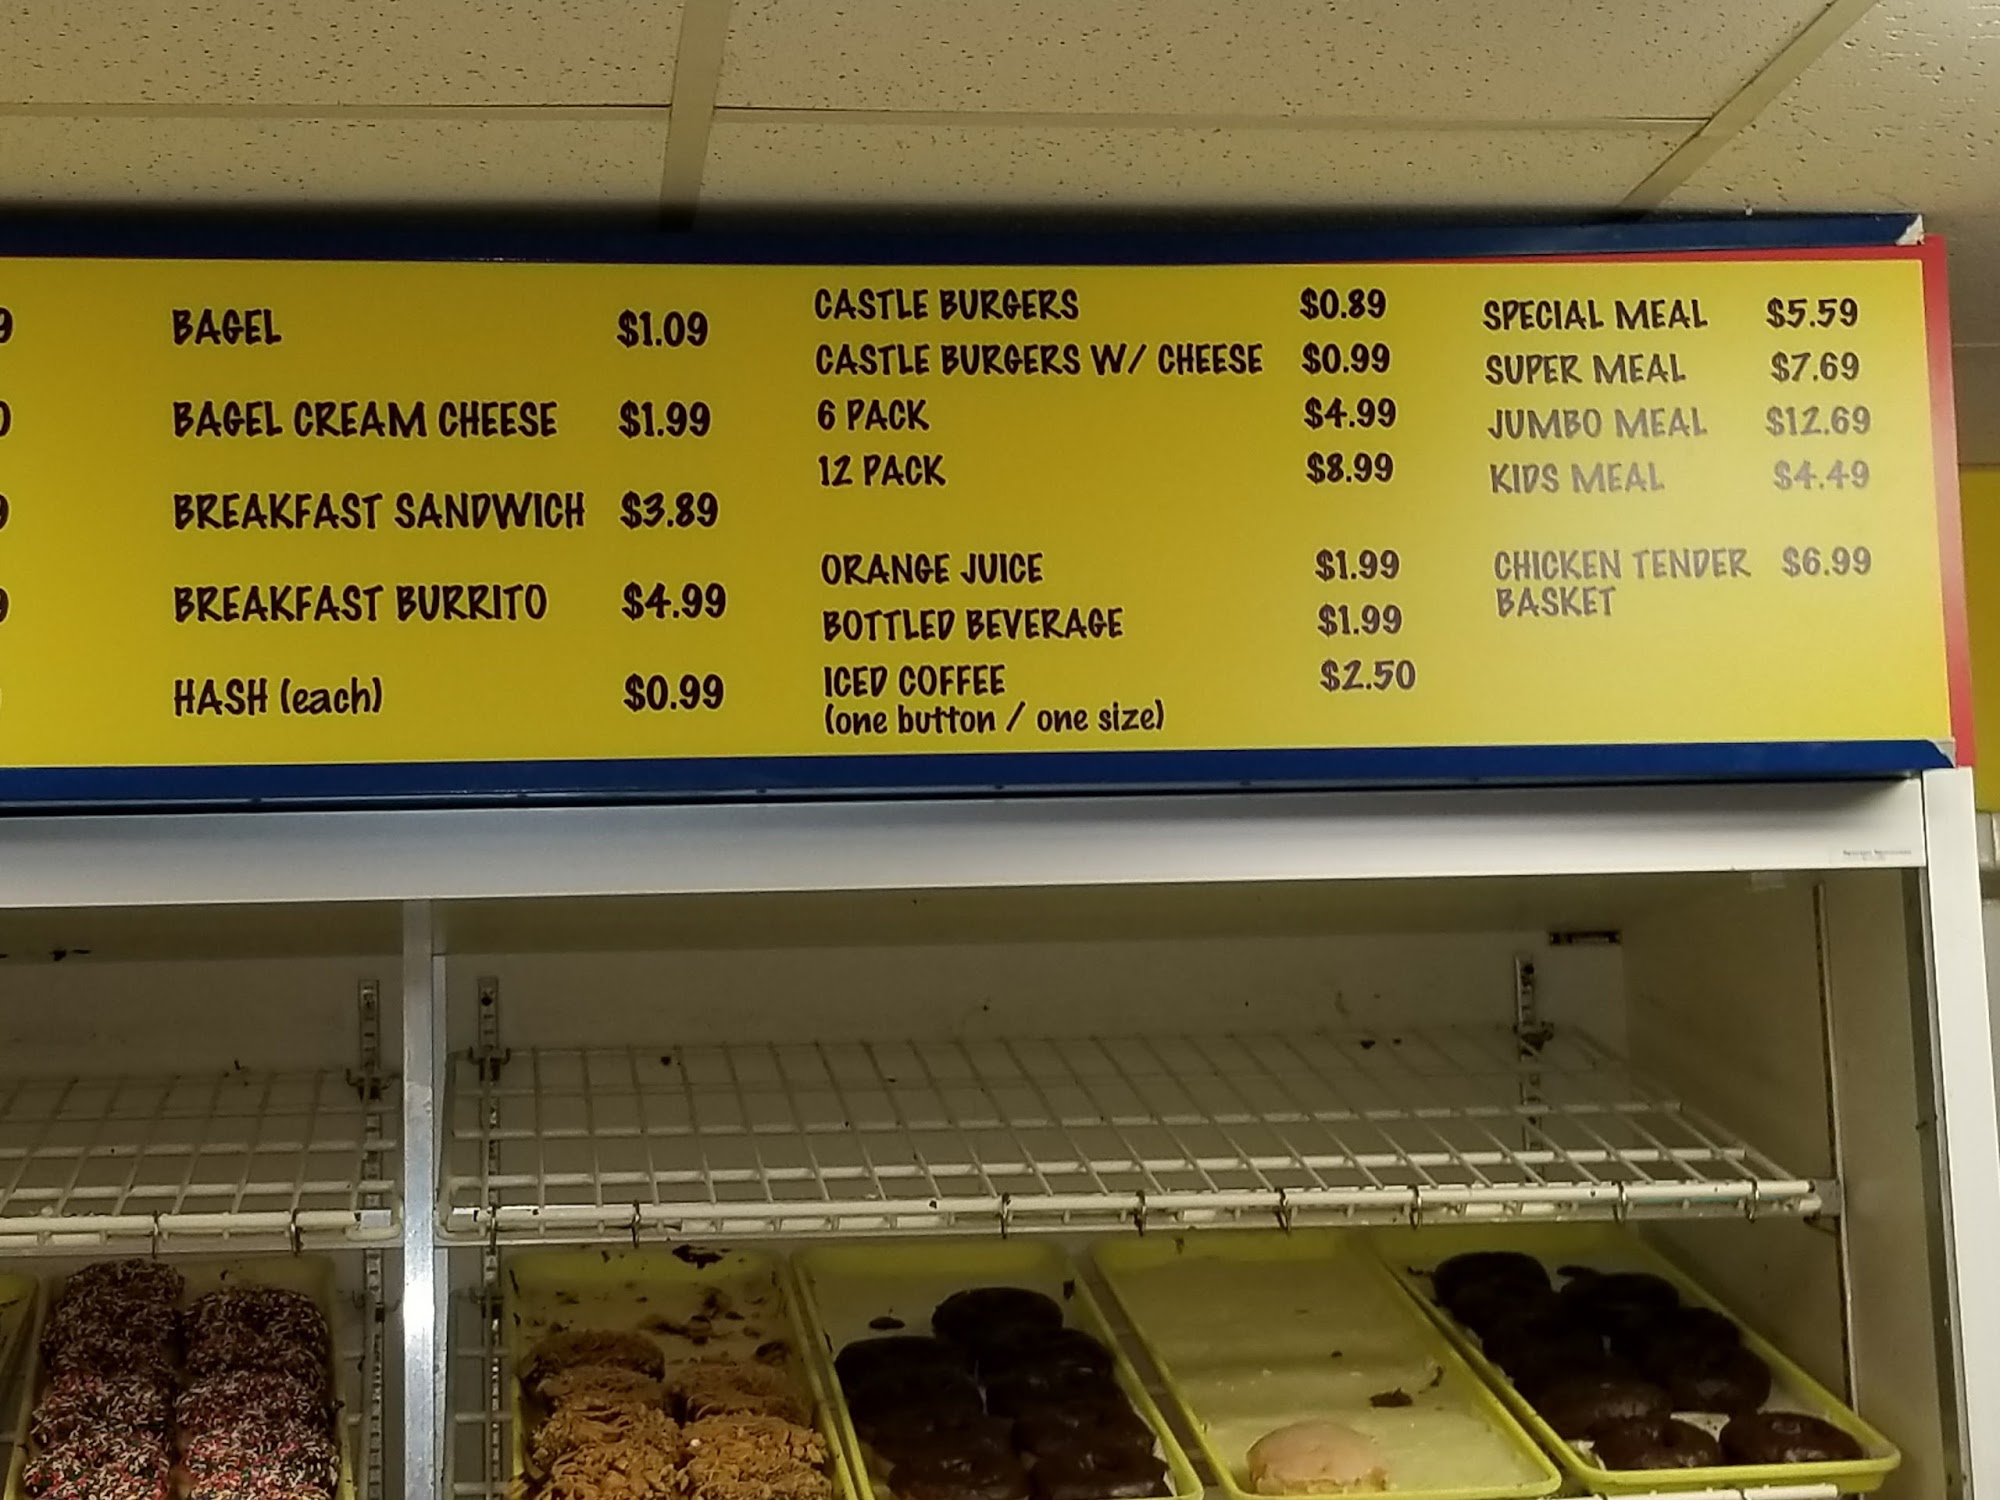 BAGEL $1.09
BAGEL CREAM CHEESE $1.99
BREAKFAST SANDWICH $3.89
BREAKFAST BURRITO $4.99
HASH (each) $0.99
CASTLE BURGERS $0.89
CASTLE BURGERS W/ CHEESE $0.99
6 PACK $4.99
12 PACK $8.99
ORANGE JUICE $1.99
BOTTLED BEVERAGE $1.99
ICED COFFEE $2.50
(one button / one size)
SPECIAL MEAL $5.59
SUPER MEAL $7.69
JUMBO MEAL $12.69
KIDS MEAL $4.49
CHICKEN TENDER $6.99
BASKET